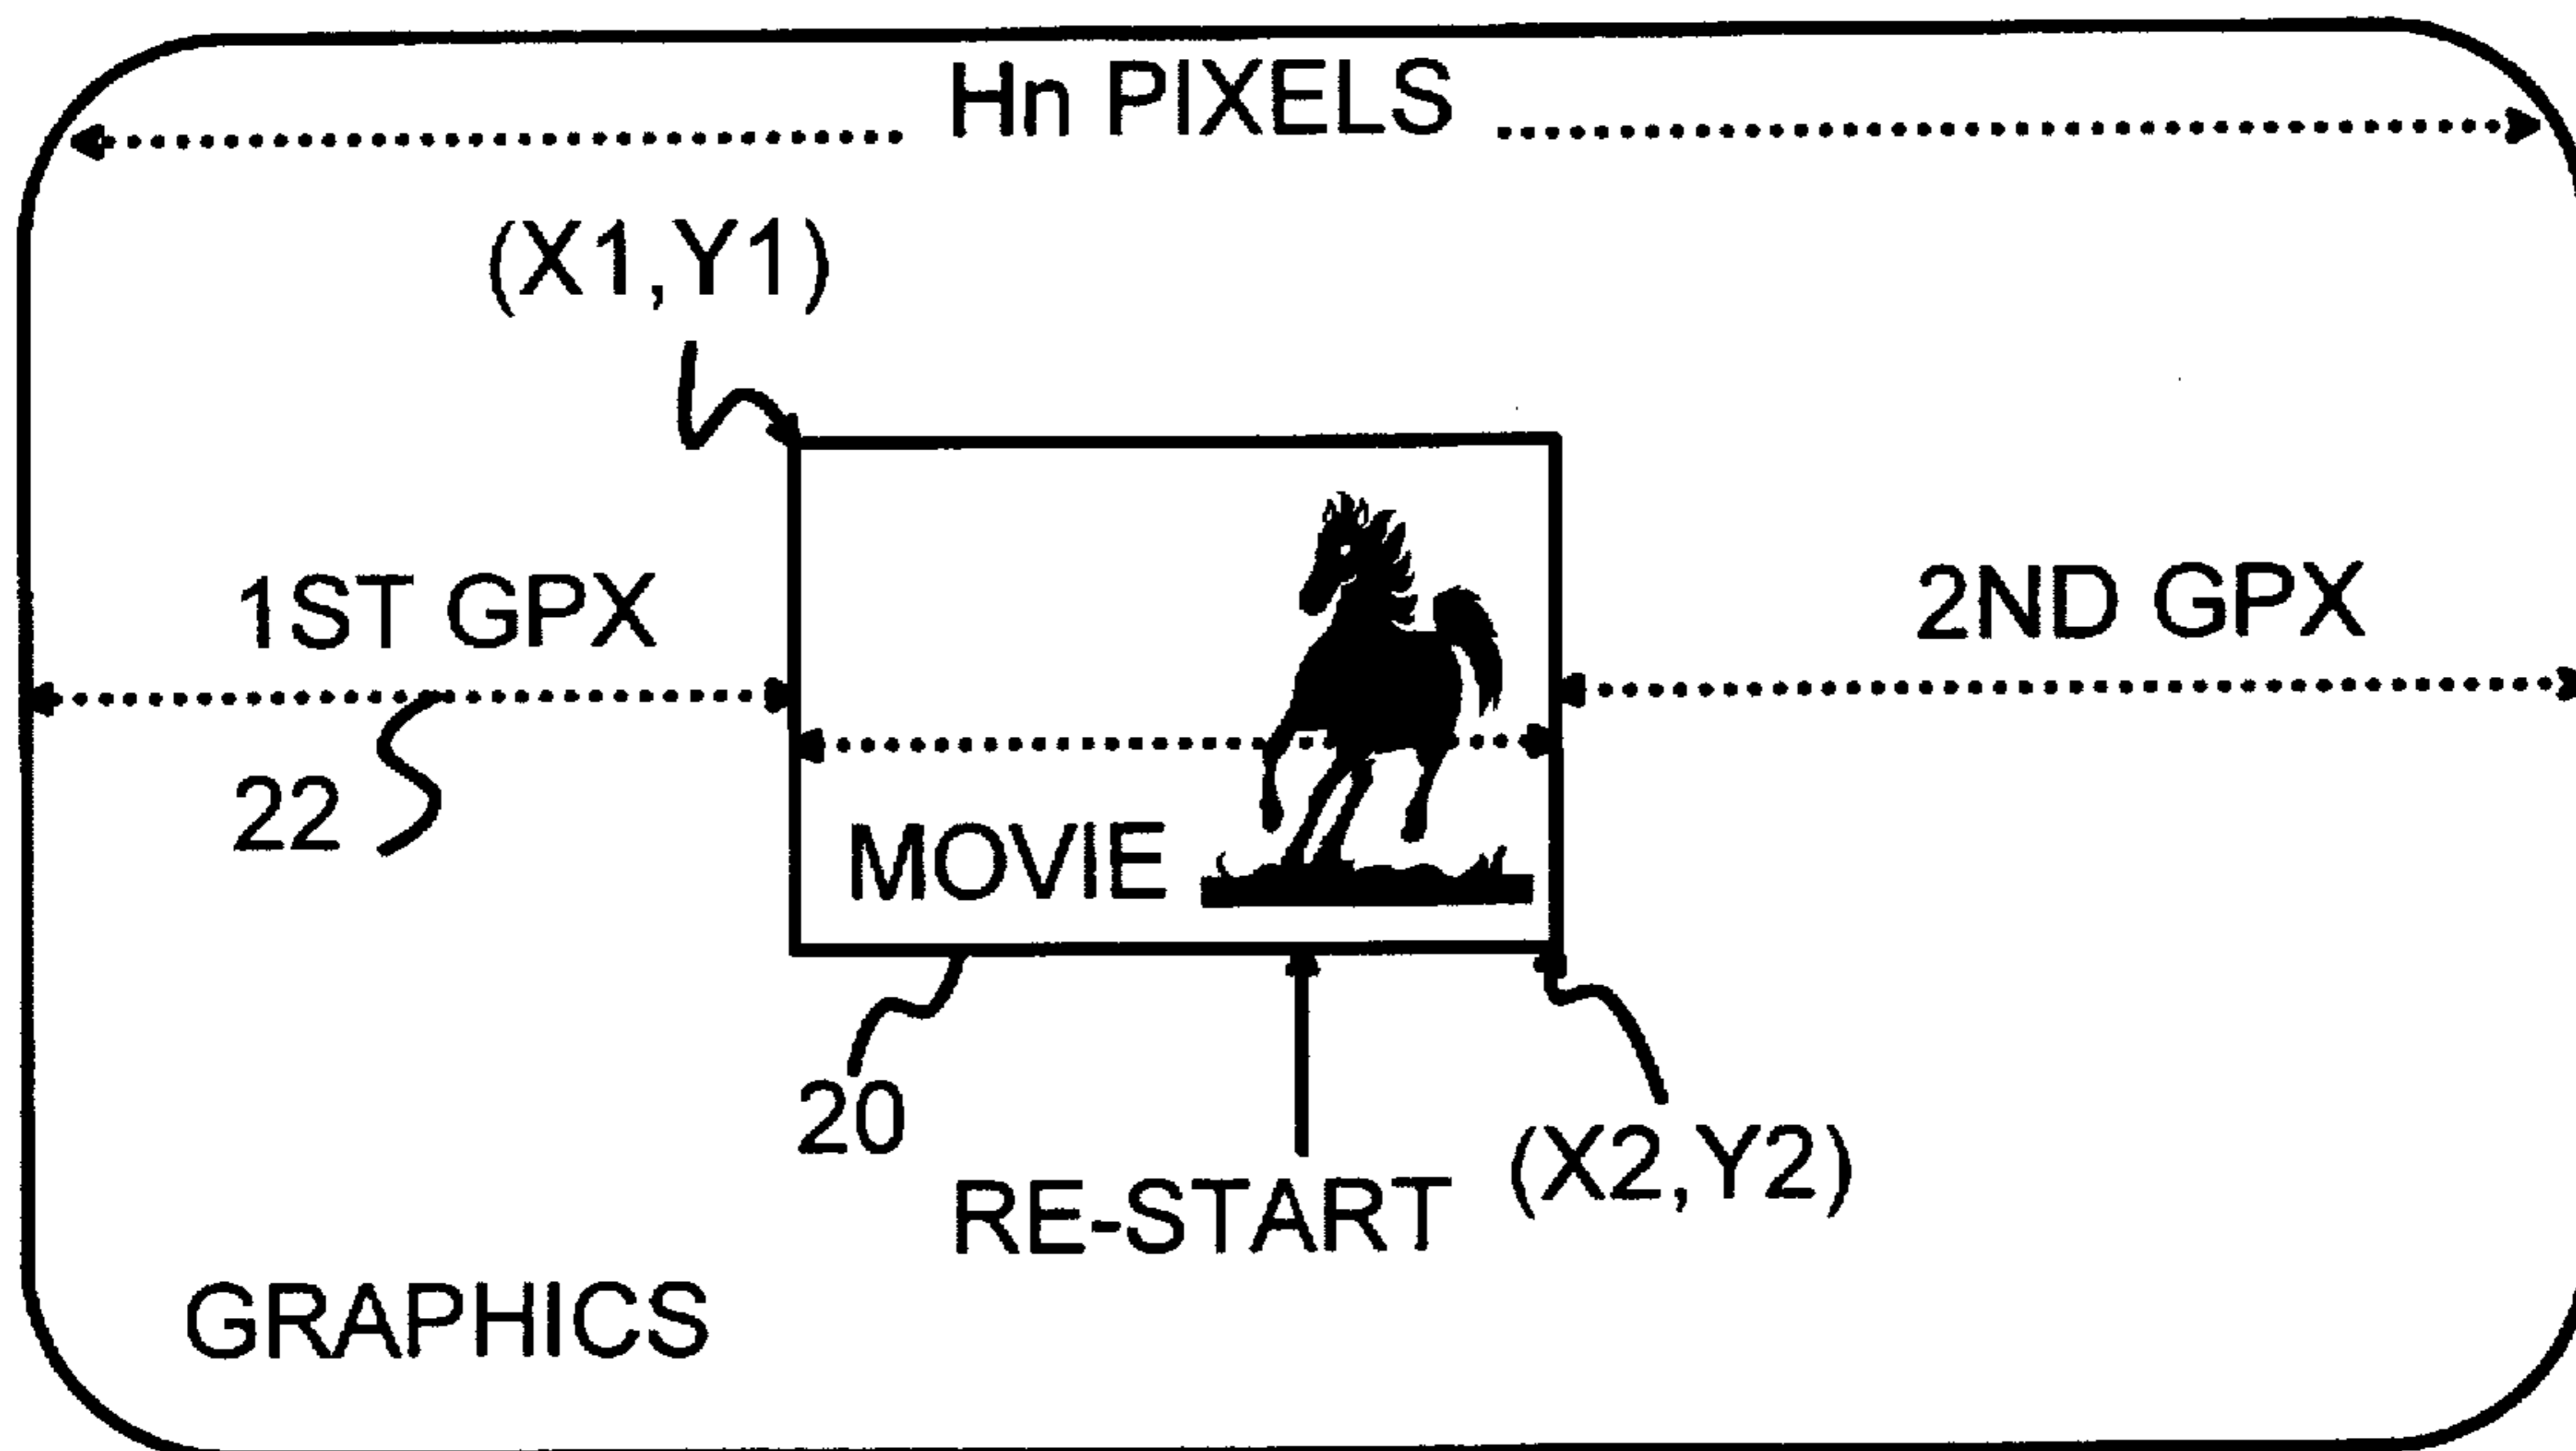 Hn PIXELS
(X1,Y1)
1ST GPX
2ND GPX
22
MOVIE
20
RE-START
(X2,Y2)
GRAPHICS